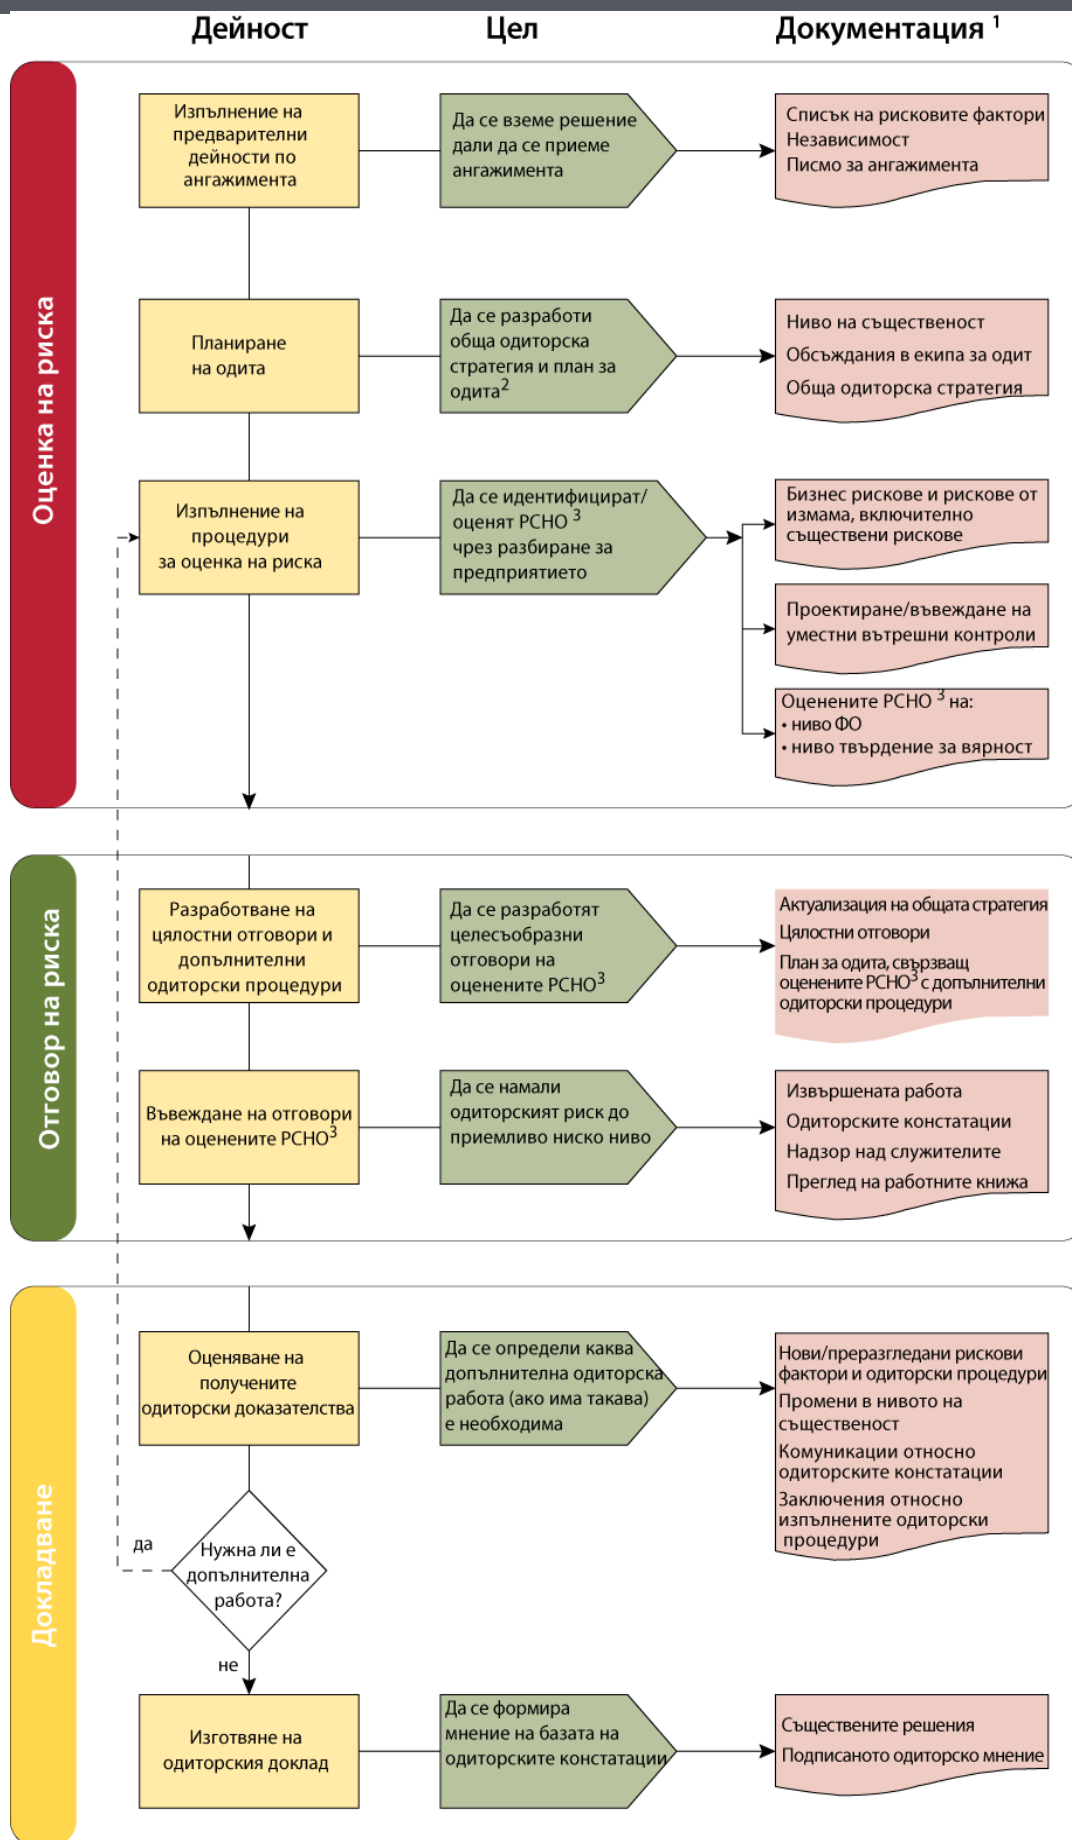 Дейност
Цел
Документация ¹
Оценка на риска
Изпълнение на
предварителни
дейности по
ангажимента
Да се вземе решение
дали да се приеме
ангажимента
Списък на рисковите фактори
Независимост
Писмо за ангажимента
Планиране
на одита
Да се разработи
обща одиторска
стратегия и план за
одита²
Ниво на същественост
Обсъждания в екипа за одит
Обща одиторска стратегия
Изпълнение на
процедури
за оценка на риска
Да се идентифицират/
оценят РСНО ³
чрез разбиране за
предприятието
Бизнес рискове и рискове от
измама, включително
съществени рискове
Проектиране/въвеждане на
уместни вътрешни контроли
Оценените РСНО ³ на:
• ниво ФО
• ниво твърдение за вярност
Отговор на риска
Разработване на
цялостни отговори и
допълнителни
одиторски процедури
Да се разработят
целесъобразни
отговори на
оценените РСНО³
Актуализация на общата стратегия
Цялостни отговори
План за одита, свързващ
оценените РСНО³ с допълнителни
одиторски процедури
Въвеждане на отговори
на оценените РСНО³
Да се намали
одиторският риск до
приемливо ниско ниво
Извършената работа
Одиторските констатации
Надзор над служителите
Преглед на работните книжа
Докладване
Оценяване на
получените
одиторски доказателства
Да се определи каква
допълнителна одиторска
работа (ако има такава)
е необходима
Нови/преразгледани рискови
фактори и одиторски процедури
Промени в нивото на
същественост
Комуникации относно
одиторските констатации
Заключения относно
изпълнените одиторски
процедури
да
Нужна ли е
допълнителна
работа?
не
Изготвяне на
одиторския доклад
Да се формира
мнение на базата на
одиторските констатации
Съществените решения
Подписаното одиторско мнение